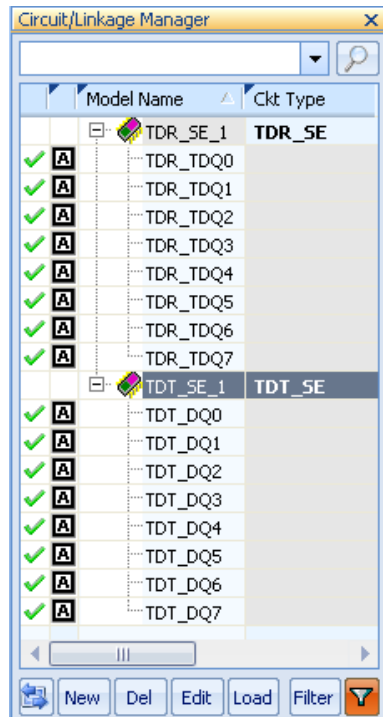 Circuit/Linkage Manager
Model Name Ckt Type
TDR_SE_1 TDR_SE
A TDR_TDQ0
A TDR_TDQ1
A TDR_TDQ2
A TDR_TDQ3
A TDR_TDQ4
A TDR_TDQ5
A TDR_TDQ6
A TDR_TDQ7
TDT_SE_1 TDT_SE
A TDT_DQ0
A TDT_DQ1
A TDT_DQ2
A TDT_DQ3
A TDT_DQ4
A TDT_DQ5
A TDT_DQ6
A TDT_DQ7
New Del Edit Load Filter